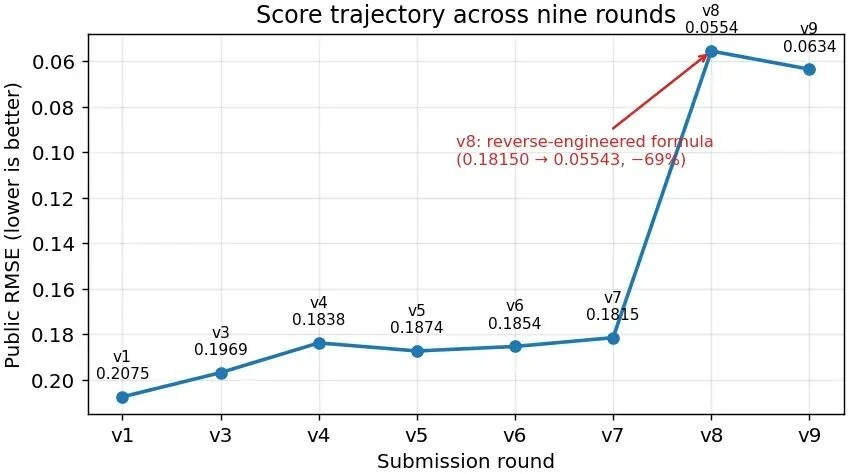 Score trajectory across nine rounds
v8
0.0554
v9
0.0634
v8: reverse-engineered formula
(0.18150 → 0.05543, −69%)
v7
0.1815
v6
0.1854
v5
0.1874
v4
0.1838
v3
0.1969
v1
0.2075
Public RMSE (lower is better)
0.06
0.08
0.10
0.12
0.14
0.16
0.18
0.20
v1 v3 v4 v5 v6 v7 v8 v9
Submission round